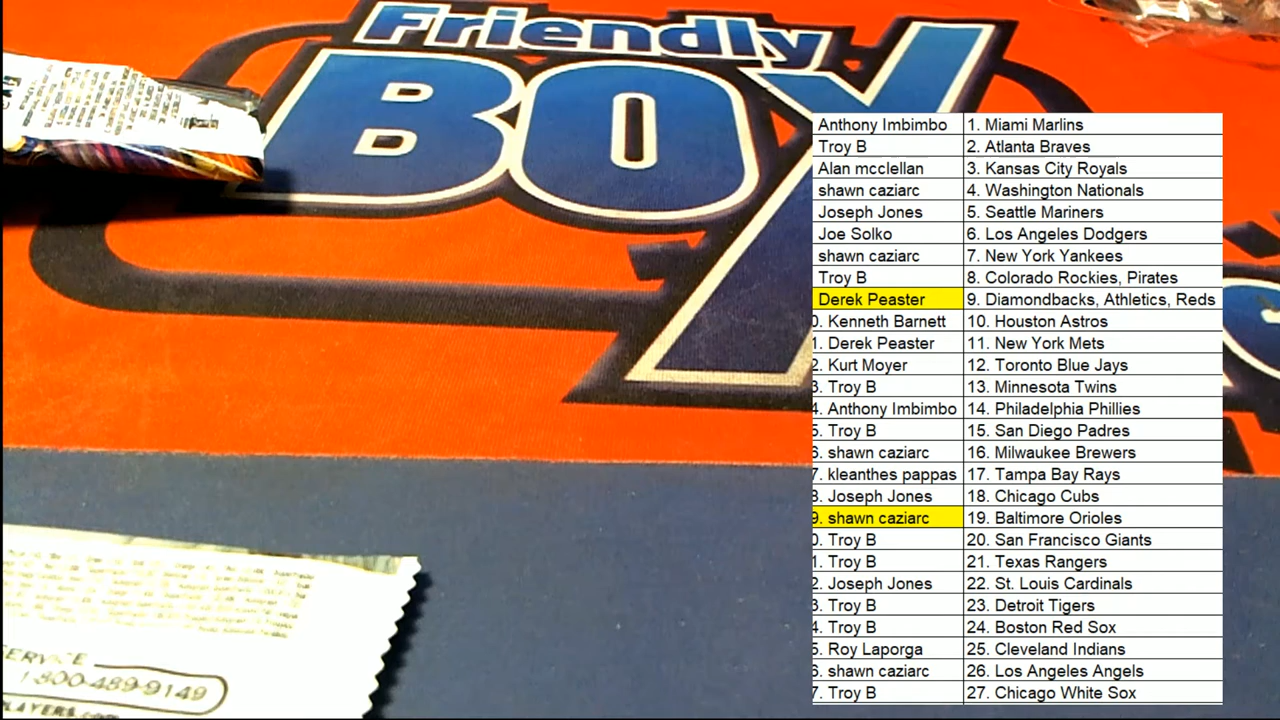 Friendly
BOX
Anthony Imbimbo 1. Miami Marlins
Troy B 2. Atlanta Braves
Alan mcclellan 3. Kansas City Royals
shawn caziarc 4. Washington Nationals
Joseph Jones 5. Seattle Mariners
Joe Solko 6. Los Angeles Dodgers
shawn caziarc 7. New York Yankees
Troy B 8. Colorado Rockies, Pirates
Derek Peaster 9. Diamondbacks, Athletics, Reds
0. Kenneth Barnett 10. Houston Astros
1. Derek Peaster 11. New York Mets
2. Kurt Moyer 12. Toronto Blue Jays
3. Troy B 13. Minnesota Twins
4. Anthony Imbimbo 14. Philadelphia Phillies
5. Troy B 15. San Diego Padres
6. shawn caziarc 16. Milwaukee Brewers
7. kleanthes pappas 17. Tampa Bay Rays
8. Joseph Jones 18. Chicago Cubs
9. shawn caziarc 19. Baltimore Orioles
0. Troy B 20. San Francisco Giants
1. Troy B 21. Texas Rangers
2. Joseph Jones 22. St. Louis Cardinals
3. Troy B 23. Detroit Tigers
4. Troy B 24. Boston Red Sox
5. Roy Laporga 25. Cleveland Indians
6. shawn caziarc 26. Los Angeles Angels
7. Troy B 27. Chicago White Sox
ERVICE
1-800-489-9149
PLAYERS.com